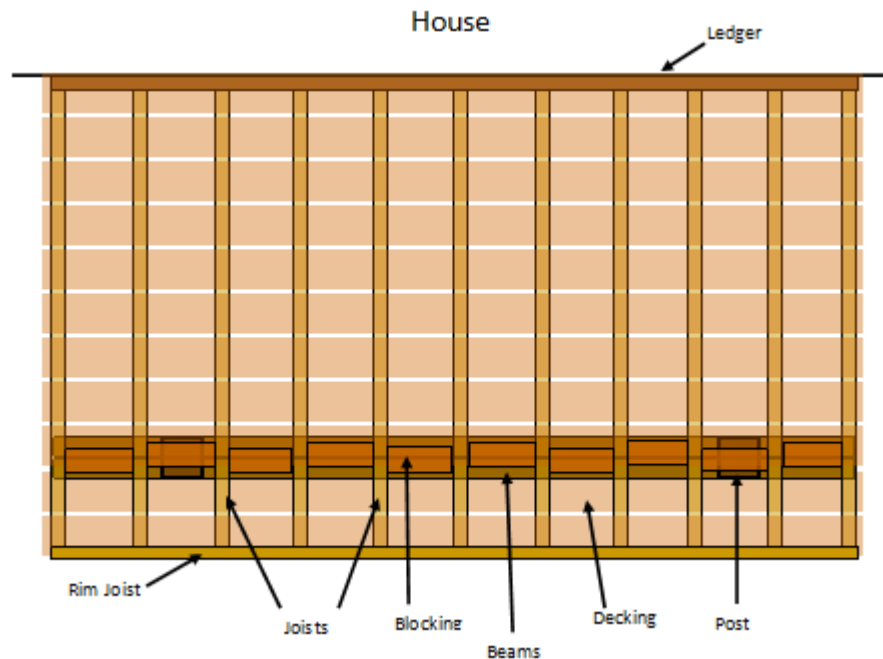 House
Ledger
Rim Joist
Joists
Blocking
Beams
Decking
Post